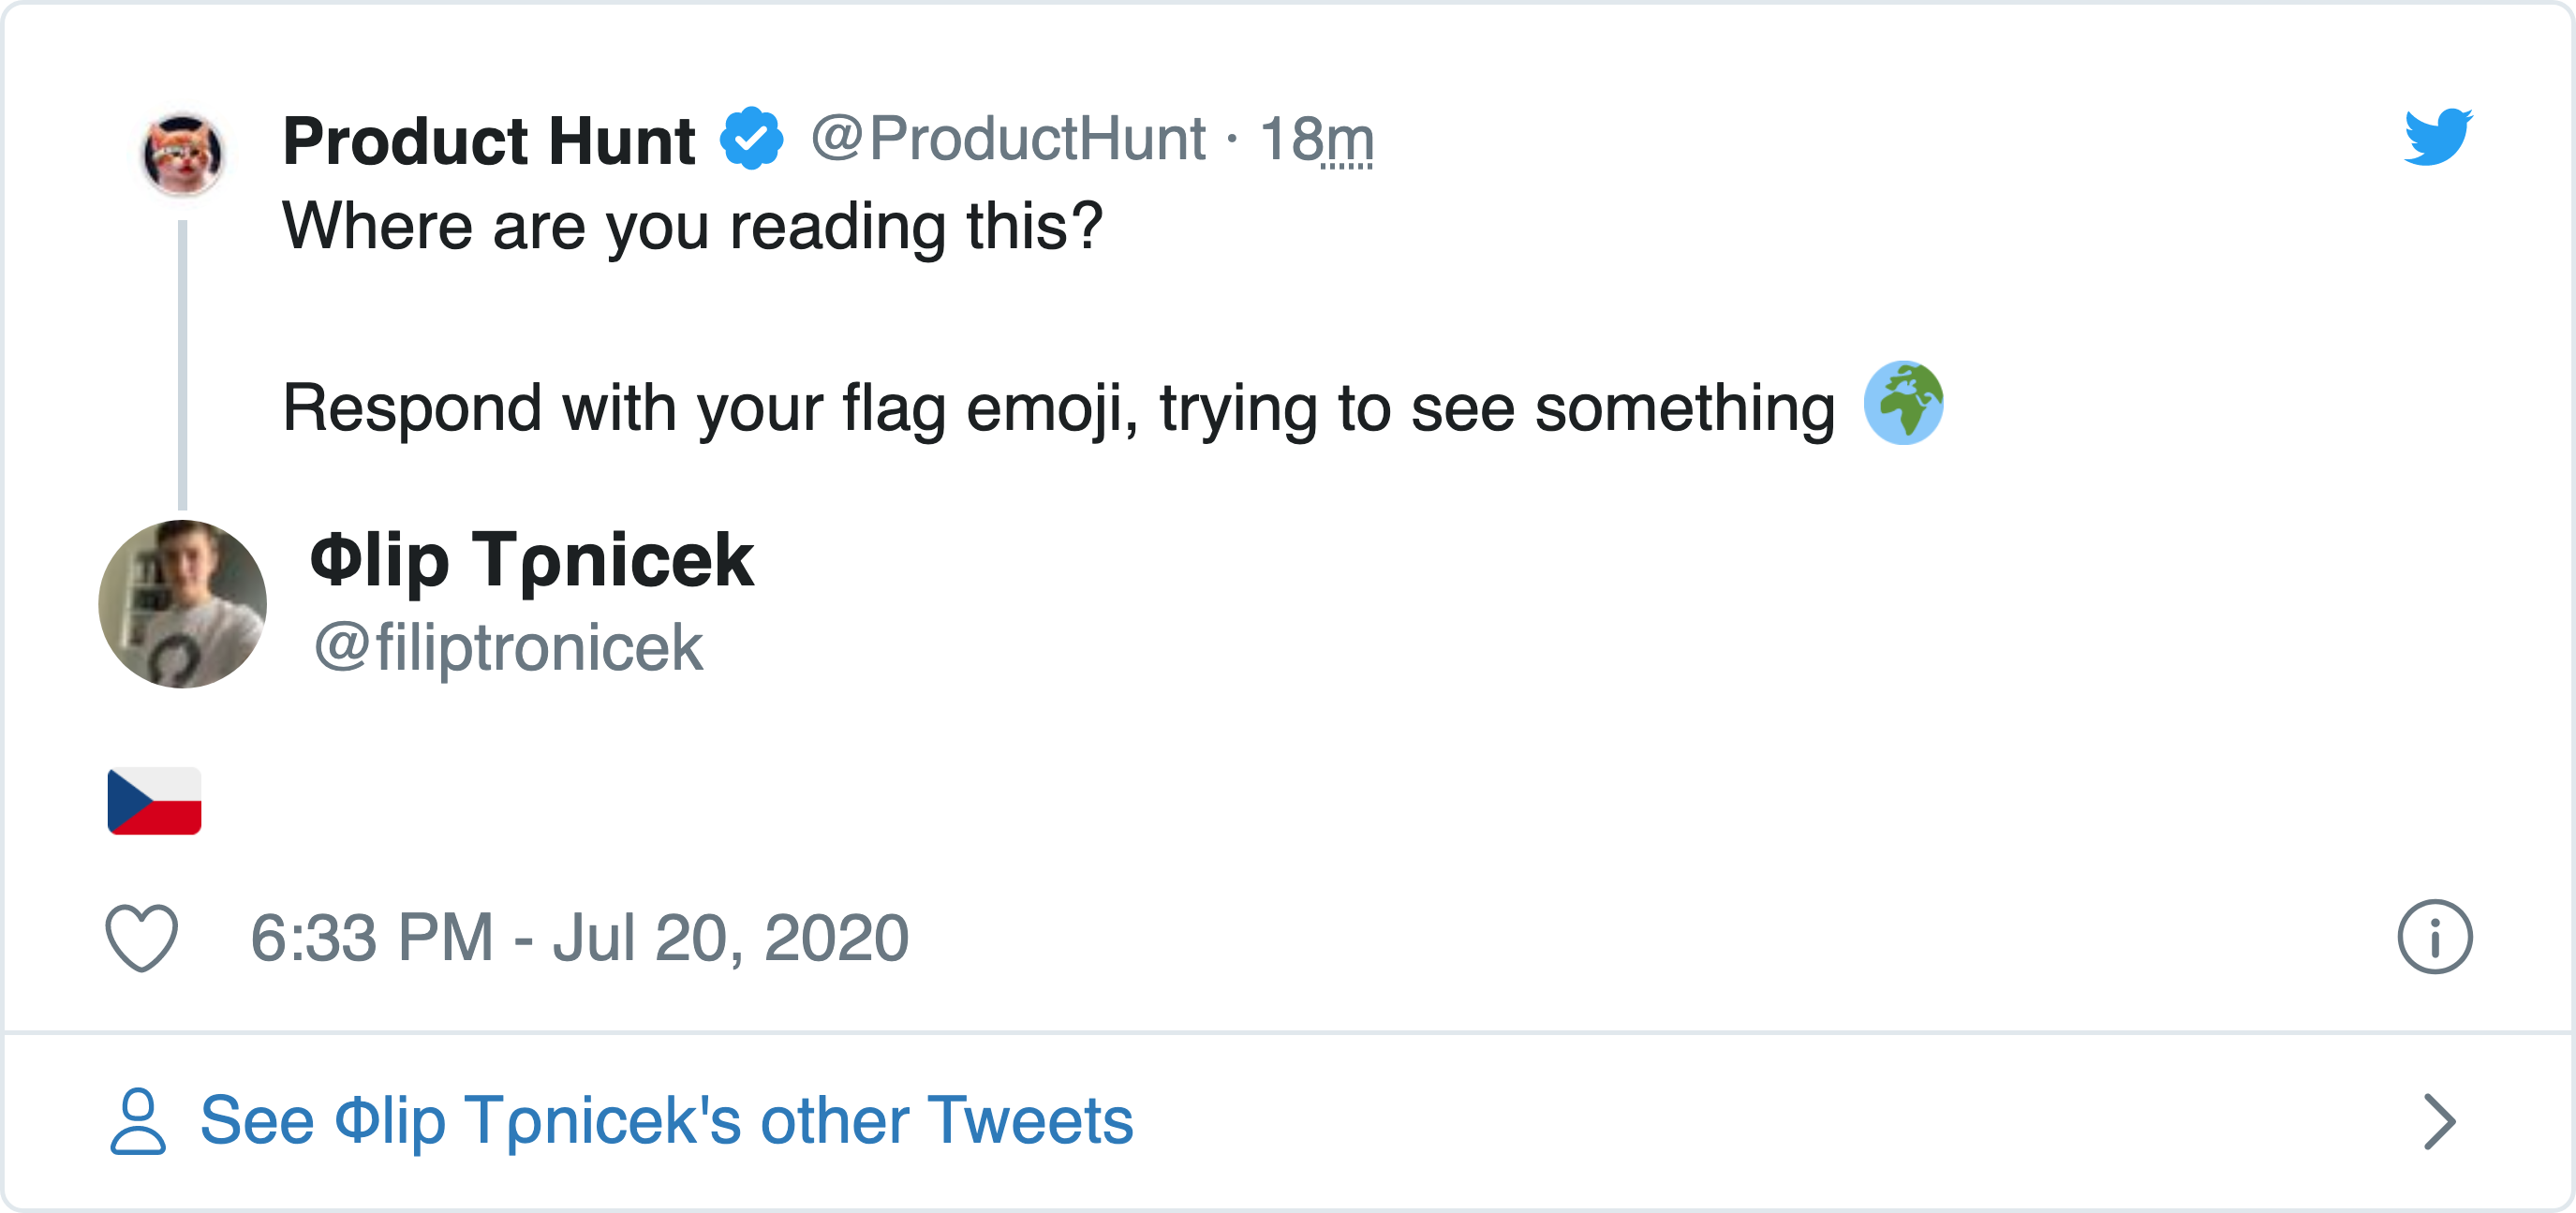 Product Hunt @ProductHunt · 18m
Where are you reading this?
Respond with your flag emoji, trying to see something 🌍
Φlip Tρnicek
@filiptronicek
🇨🇿
6:33 PM - Jul 20, 2020
See Φlip Tρnicek's other Tweets